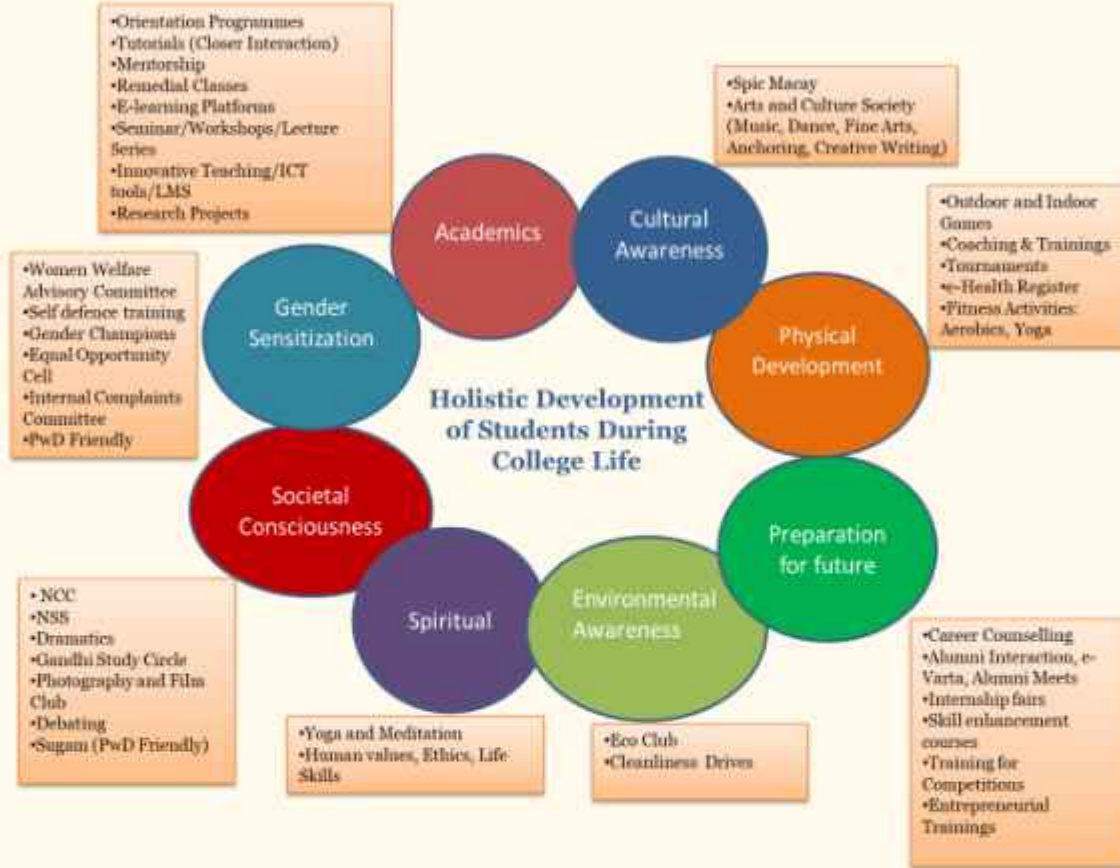 •Orientation Programmes
•Tutorials (Closer Interaction)
•Mentorship
•Remedial Classes
•E-learning Platforms
•Seminar/Workshops/Lecture
Series
•Innovative Teaching/ICT
tools/LMS
•Research Projects
•Spic Macay
•Arts and Culture Society
(Music, Dance, Fine Arts,
Anchoring, Creative Writing)
Academics
Cultural
Awareness
•Outdoor and Indoor
Games
•Coaching & Trainings
•Tournaments
•e-Health Register
•Fitness Activities:
Aerobics, Yoga
•Women Welfare
Advisory Committee
•Self defence training
•Gender Champions
•Equal Opportunity
Cell
•Internal Complaints
Committee
•PwD Friendly
Gender
Sensitization
Physical
Development
Holistic Development
of Students During
College Life
Societal
Consciousness
Preparation
for future
Spiritual
Environmental
Awareness
• NCC
•NSS
•Dramatics
•Gandhi Study Circle
•Photography and Film
Club
•Debating
•Sugam (PwD Friendly)
•Yoga and Meditation
•Human values, Ethics, Life
Skills
•Eco Club
•Cleanliness Drives
•Career Counselling
•Alumni Interaction, e-
Varta, Alumni Meets
•Internship fairs
•Skill enhancement
courses
•Training for
Competitions
•Entrepreneurial
Trainings